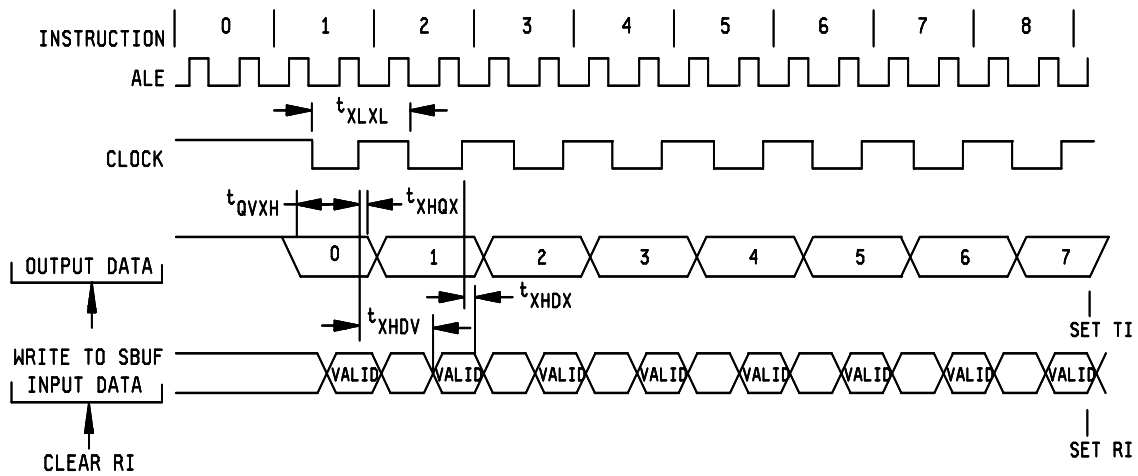 INSTRUCTION 0 1 2 3 4 5 6 7 8
ALE
tXLXL
CLOCK
tQVXH tXHQX
OUTPUT DATA 0 1 2 3 4 5 6 7
tXHDX
tXHDV
SET TI
WRITE TO SBUF
INPUT DATA VALID VALID VALID VALID VALID VALID VALID VALID
SET RI
CLEAR RI